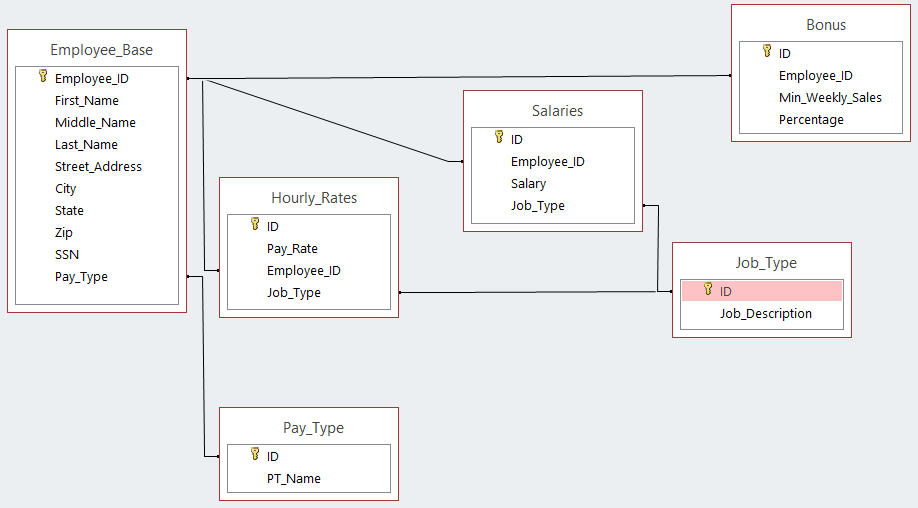 Employee_Base
Employee_ID
First_Name
Middle_Name
Last_Name
Street_Address
City
State
Zip
SSN
Pay_Type
Hourly_Rates
ID
Pay_Rate
Employee_ID
Job_Type
Pay_Type
ID
PT_Name
Salaries
ID
Employee_ID
Salary
Job_Type
Bonus
ID
Employee_ID
Min_Weekly_Sales
Percentage
Job_Type
ID
Job_Description